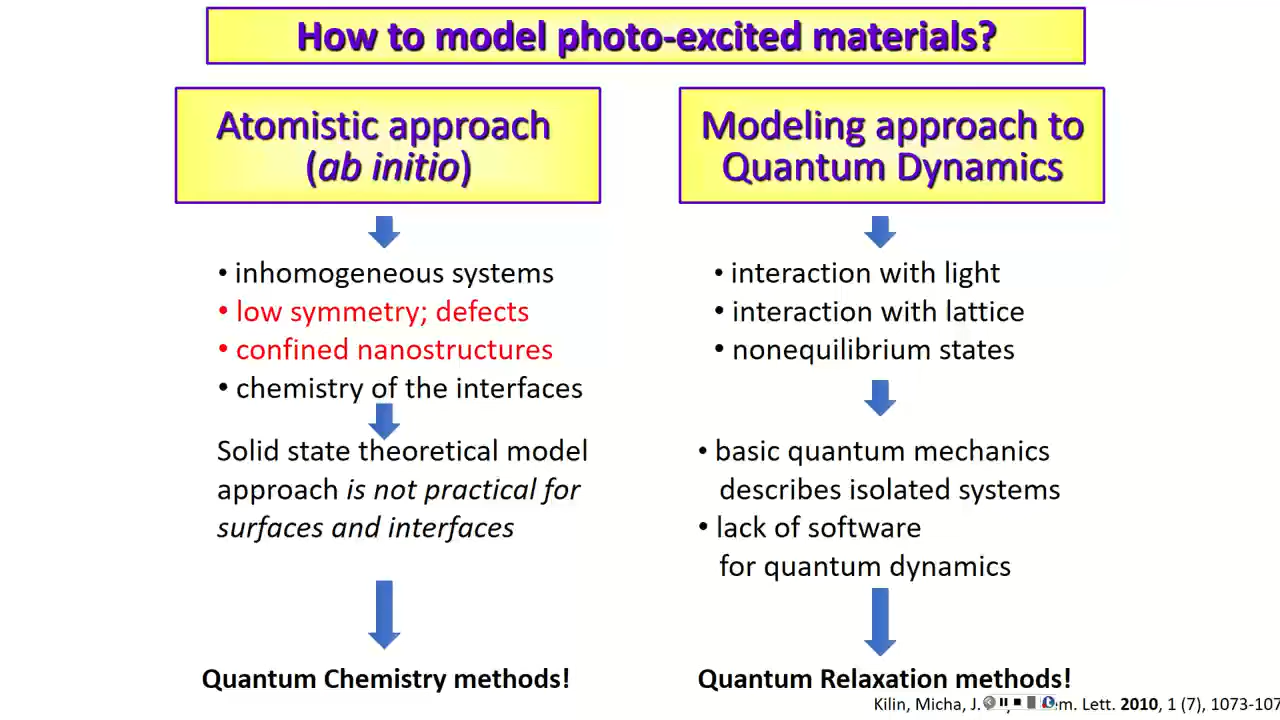 How to model photo-excited materials?
Atomistic approach
(ab initio)
• inhomogeneous systems
• low symmetry; defects
• confined nanostructures
• chemistry of the interfaces
Solid state theoretical model
approach is not practical for
surfaces and interfaces
Quantum Chemistry methods!
Modeling approach to
Quantum Dynamics
• interaction with light
• interaction with lattice
• nonequilibrium states
• basic quantum mechanics
describes isolated systems
• lack of software
for quantum dynamics
Quantum Relaxation methods!
Kilin, Micha, J. Lett. 2010, 1 (7), 1073-107